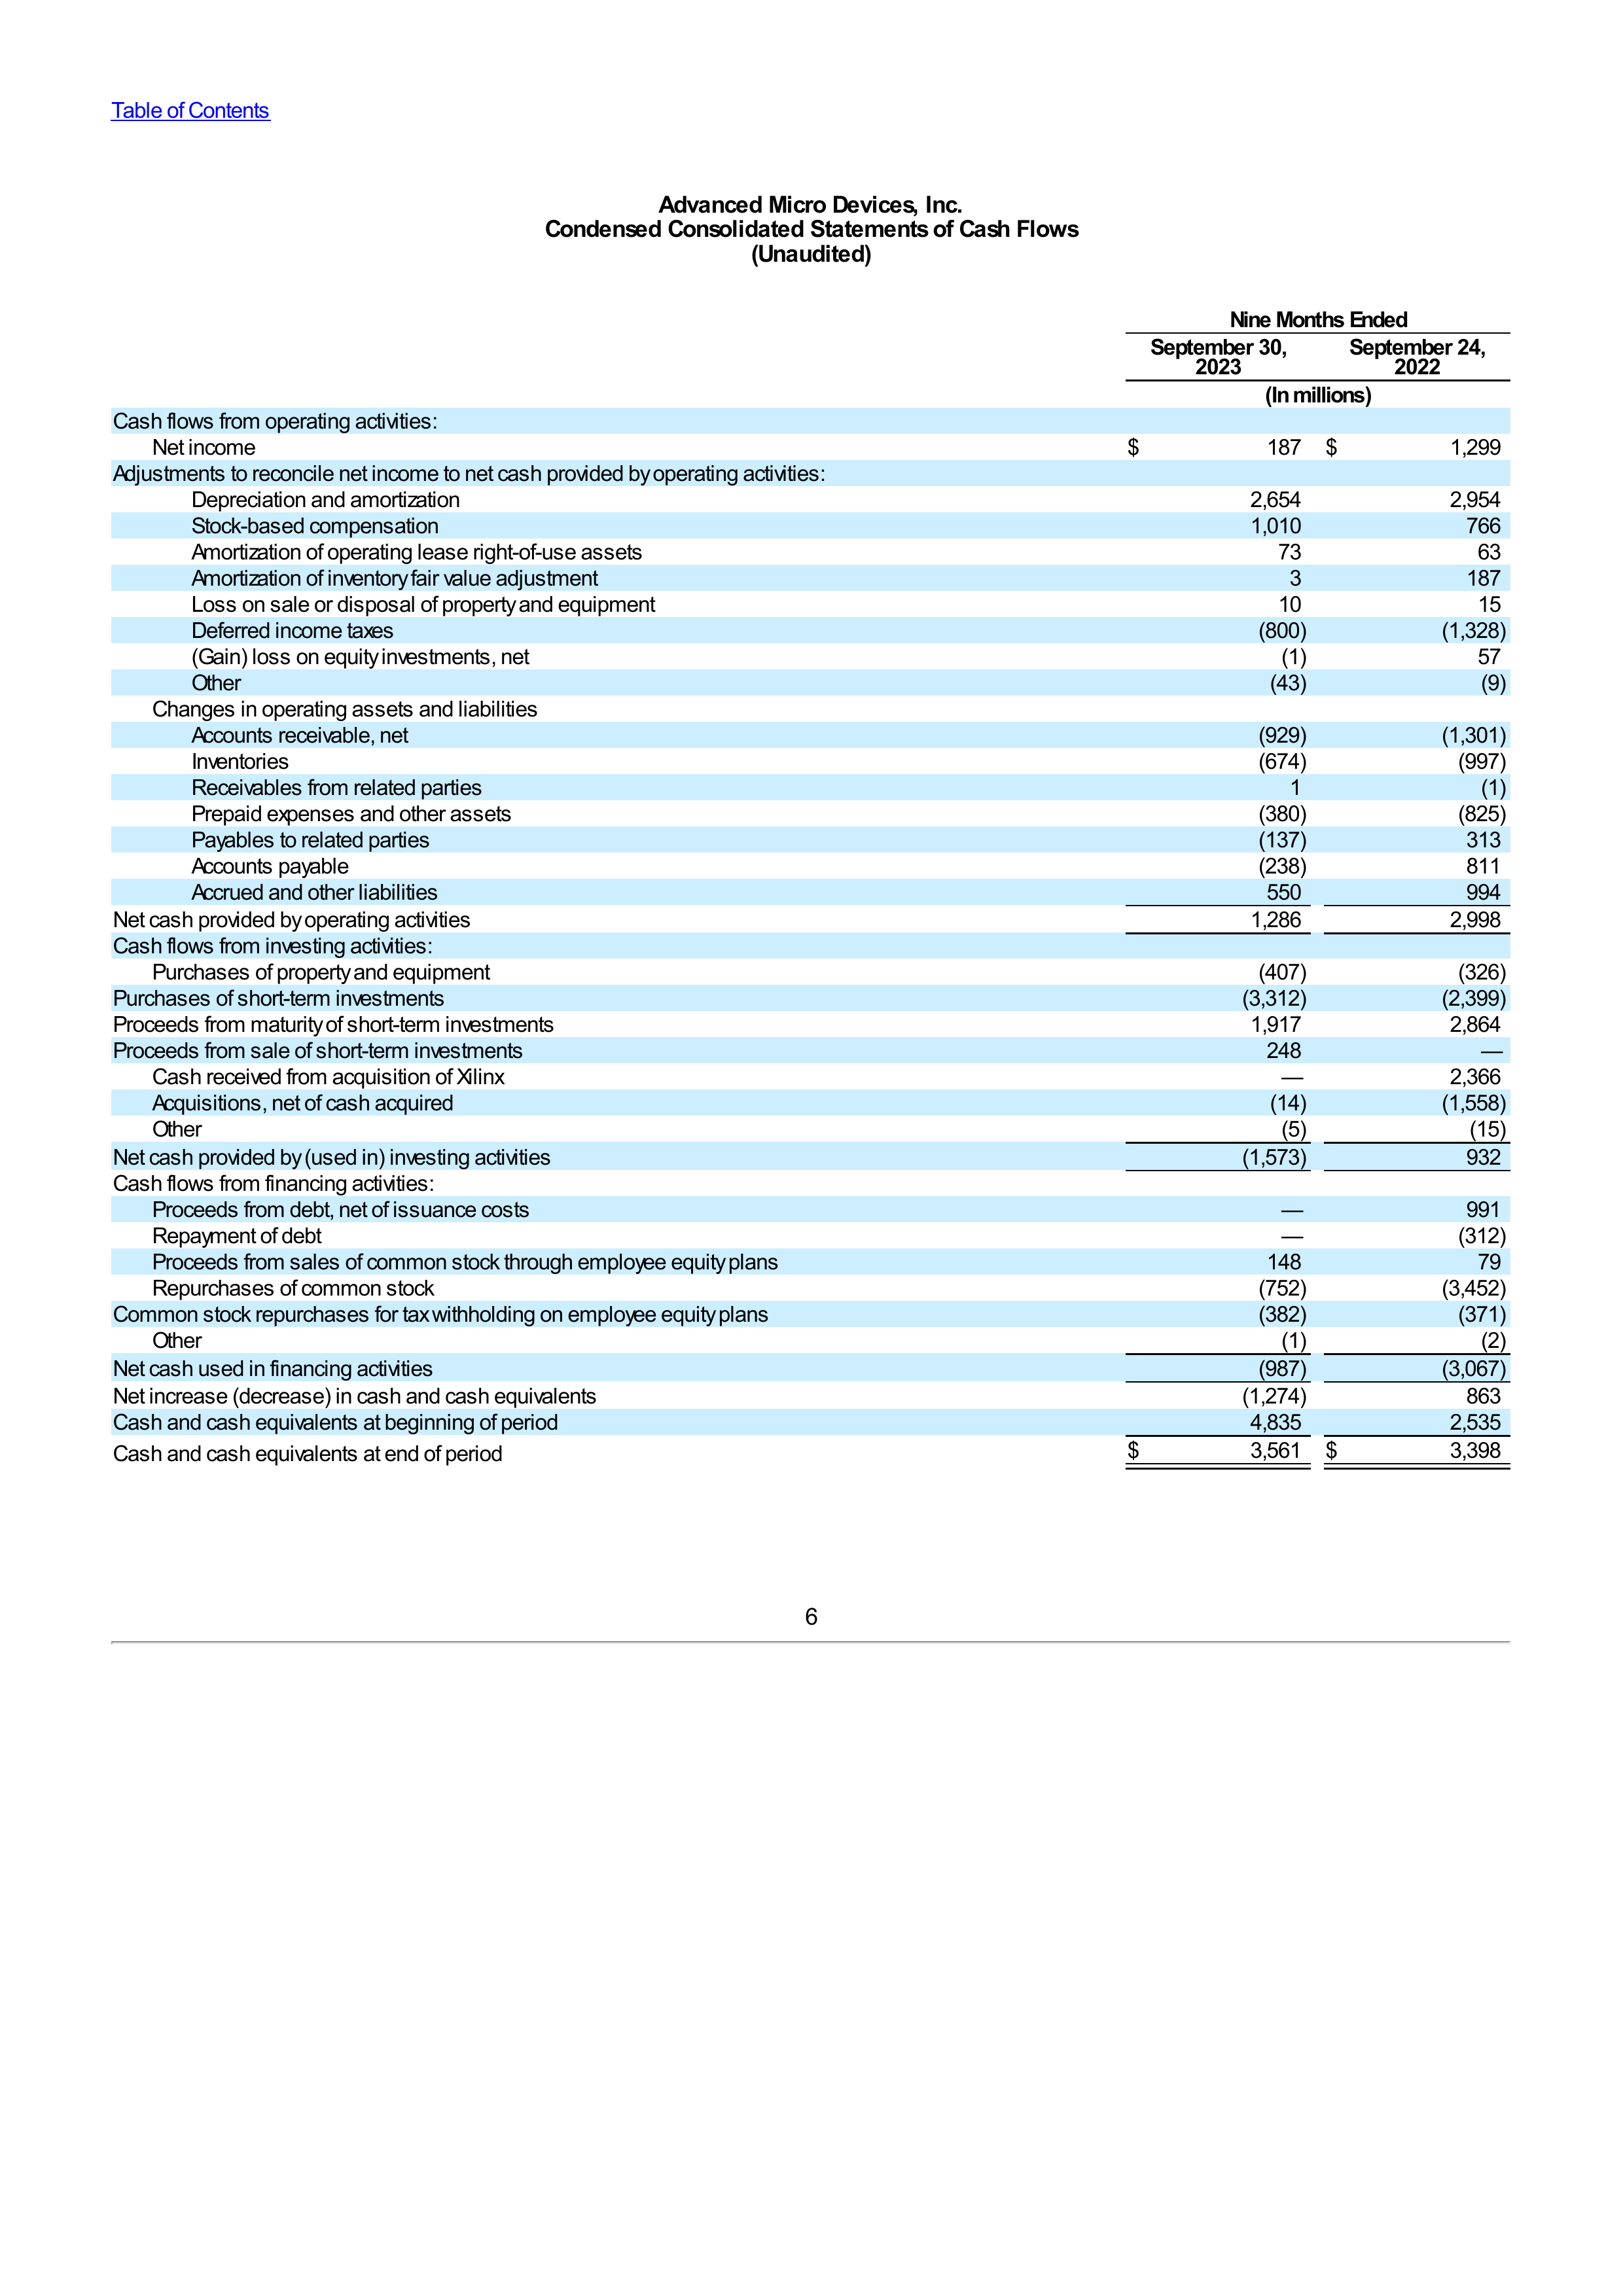 Table of Contents
Advanced Micro Devices, Inc.
Condensed Consolidated Statements of Cash Flows
(Unaudited)
Nine Months Ended
September 30, 2023 September 24, 2022
(In millions)
Cash flows from operating activities:
Net income $ 187 $ 1,299
Adjustments to reconcile net income to net cash provided by operating activities:
Depreciation and amortization 2,654 2,954
Stock-based compensation 1,010 766
Amortization of operating lease right-of-use assets 73 63
Amortization of inventory fair value adjustment 3 187
Loss on sale or disposal of property and equipment 10 15
Deferred income taxes (800) (1,328)
(Gain) loss on equity investments, net (1) 57
Other (43) (9)
Changes in operating assets and liabilities
Accounts receivable, net (929) (1,301)
Inventories (674) (997)
Receivables from related parties 1 (1)
Prepaid expenses and other assets (380) (825)
Payables to related parties (137) 313
Accounts payable (238) 811
Accrued and other liabilities 550 994
Net cash provided by operating activities 1,286 2,998
Cash flows from investing activities:
Purchases of property and equipment (407) (326)
Purchases of short-term investments (3,312) (2,399)
Proceeds from maturity of short-term investments 1,917 2,864
Proceeds from sale of short-term investments 248 —
Cash received from acquisition of Xilinx — 2,366
Acquisitions, net of cash acquired (14) (1,558)
Other (5) (15)
Net cash provided by (used in) investing activities (1,573) 932
Cash flows from financing activities:
Proceeds from debt, net of issuance costs — 991
Repayment of debt — (312)
Proceeds from sales of common stock through employee equity plans 148 79
Repurchases of common stock (752) (3,452)
Common stock repurchases for tax withholding on employee equity plans (382) (371)
Other (1) (2)
Net cash used in financing activities (987) (3,067)
Net increase (decrease) in cash and cash equivalents (1,274) 863
Cash and cash equivalents at beginning of period 4,835 2,535
Cash and cash equivalents at end of period $ 3,561 $ 3,398
6